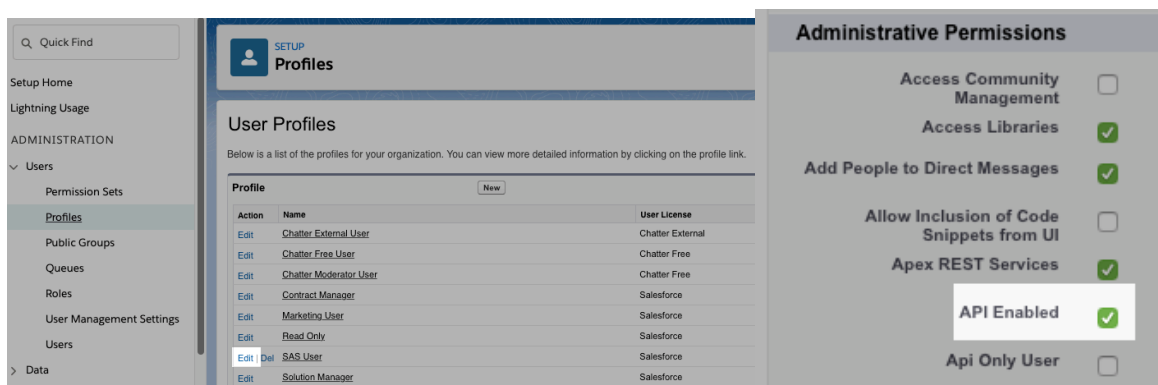 Quick Find
Setup Home
Lightning Usage
ADMINISTRATION
Users
Permission Sets
Profiles
Public Groups
Queues
Roles
User Management Settings
Users
Data
SETUP
Profiles
User Profiles
Below is a list of the profiles for your organization. You can view more detailed information by clicking on the profile link.
Profile New
Action Name User License
Edit Chatter External User Chatter External
Edit Chatter Free User Chatter Free
Edit Chatter Moderator User Chatter Free
Edit Contract Manager Salesforce
Edit Marketing User Salesforce
Edit Read Only Salesforce
Edit | Del SAS User Salesforce
Edit Solution Manager Salesforce
Administrative Permissions
Access Community
Management
Access Libraries
Add People to Direct Messages
Allow Inclusion of Code
Snippets from UI
Apex REST Services
API Enabled
Api Only User